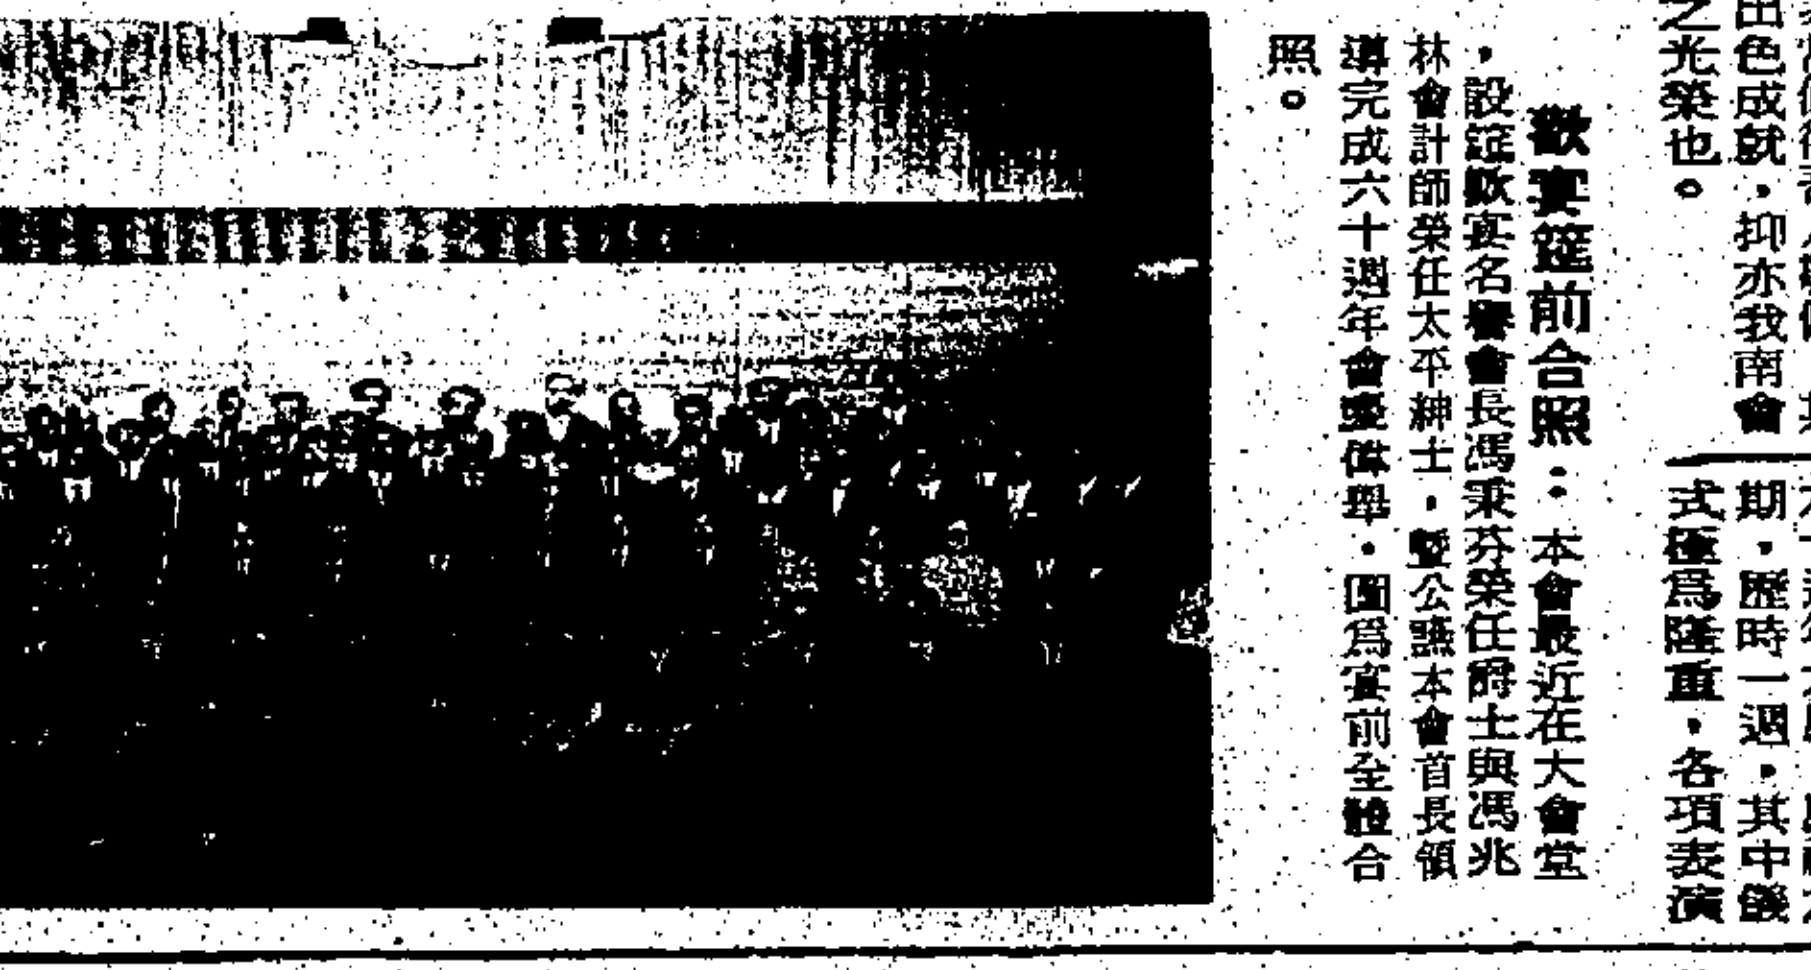 出色成就，抑亦我南會
之光榮也。
期，歷時一週，其中儀
式極爲隆重，各項表演
歡宴筵前合照：本會最近在大會堂
，設筵歡宴名譽會長馮秉芬榮任爵士與馮兆
林會計師榮任太平紳士，暨公讌本會首長領
導完成六十週年會慶偉舉，圖爲宴前全體合
照。